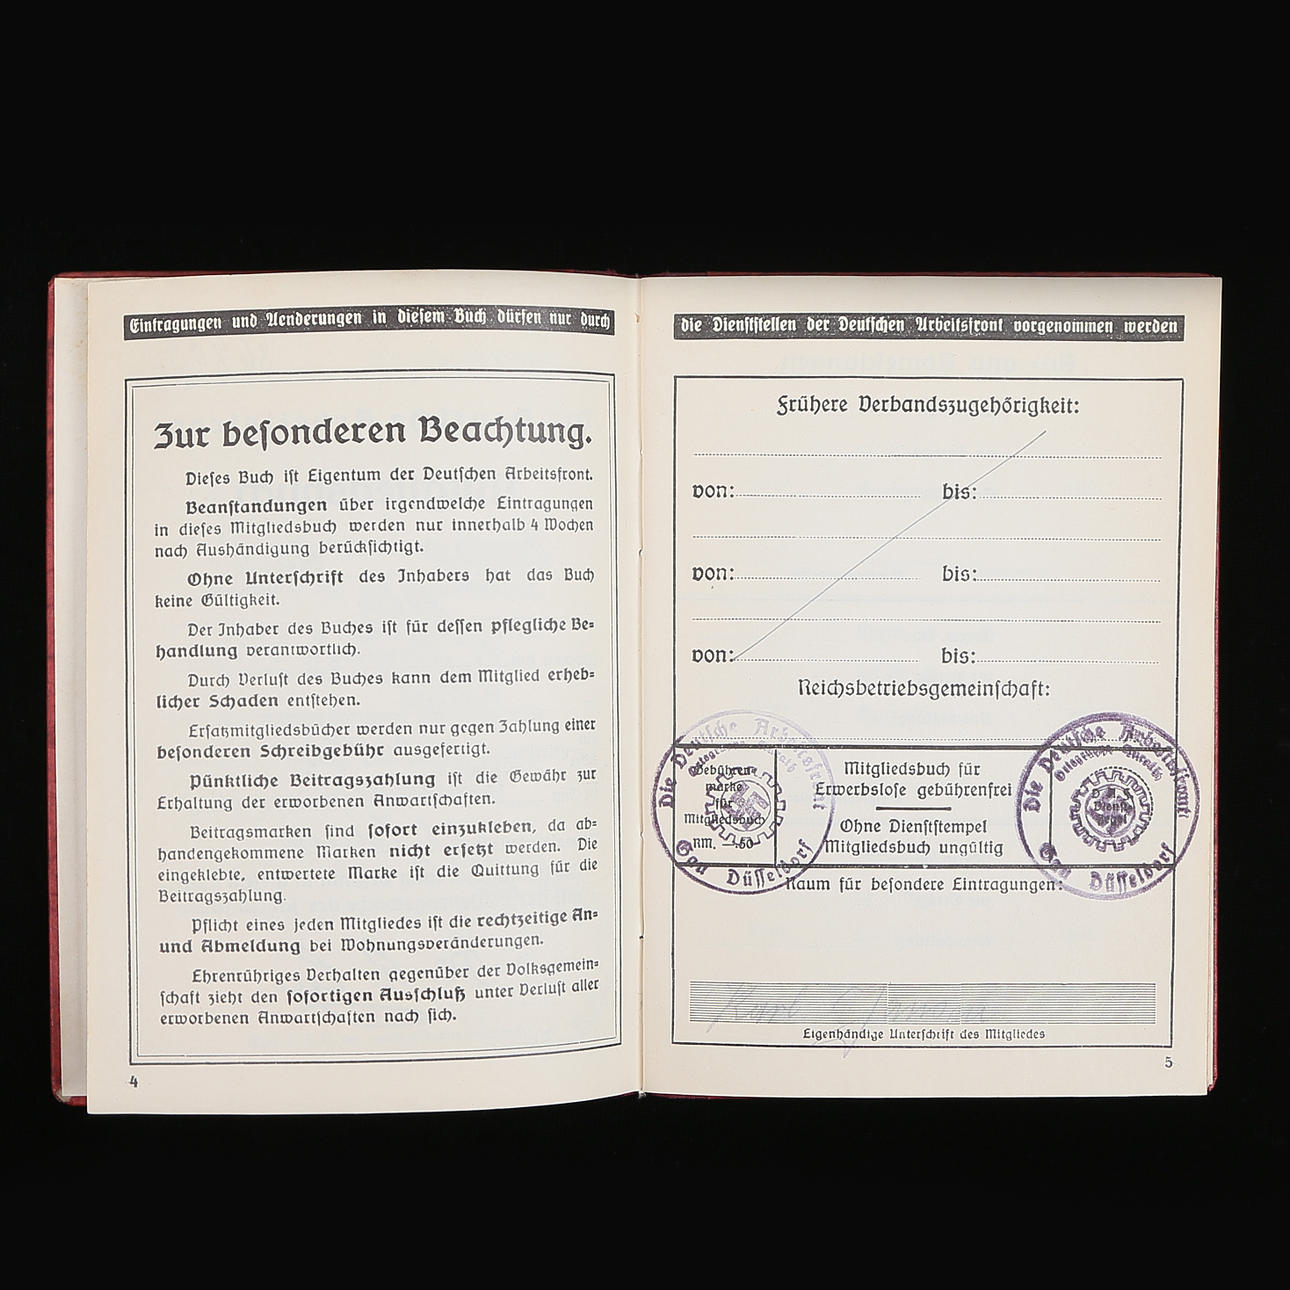 Eintragungen und Aenderungen in diesem Buch dürfen nur durch
Zur besonderen Beachtung.
Dieses Buch ist Eigentum der Deutschen Arbeitsfront.
Beanstandungen über irgendwelche Eintragungen
in dieses Mitgliedsbuch werden nur innerhalb 4 Wochen
nach Aushändigung berücksichtigt.
Ohne Unterschrift des Inhabers hat das Buch
keine Gültigkeit.
Der Inhaber des Buches ist für dessen pflegliche Be-
handlung verantwortlich.
Durch Verlust des Buches kann dem Mitglied erheb-
licher Schaden entstehen.
Ersatzmitgliedsbücher werden nur gegen Zahlung einer
besonderen Schreibgebühr ausgefertigt.
Pünktliche Beitragszahlung ist die Gewähr zur
Erhaltung der erworbenen Anwartschaften.
Beitragsmarken sind sofort einzukleben, da ab-
handengekommene Marken nicht ersetzt werden. Die
eingeklebte, entwertete Marke ist die Quittung für die
Beitragszahlung.
Pflicht eines jeden Mitgliedes ist die rechtzeitige An-
und Abmeldung bei Wohnungsveränderungen.
Ehrenrühriges Verhalten gegenüber der Volksgemein-
schaft zieht den sofortigen Ausschluß unter Verlust aller
erworbenen Anwartschaften nach sich.
4
die Dienststellen der Deutschen Arbeitsfront vorgenommen werden
Frühere Verbandszugehörigkeit:
von: bis:
von: bis:
von: bis:
Reichsbetriebsgemeinschaft:
Die Deutsche Arbeitsfront
Gau Düsseldorf
Gebühren-
marke
für
Mitgliedsbuch
RM. —.50
Mitgliedsbuch für
Erwerbslose gebührenfrei
Ohne Dienststempel
Mitgliedsbuch ungültig
Die Deutsche Arbeitsfront
Gau Düsseldorf
Raum für besondere Eintragungen:
Karl
Eigenhändige Unterschrift des Mitgliedes
5